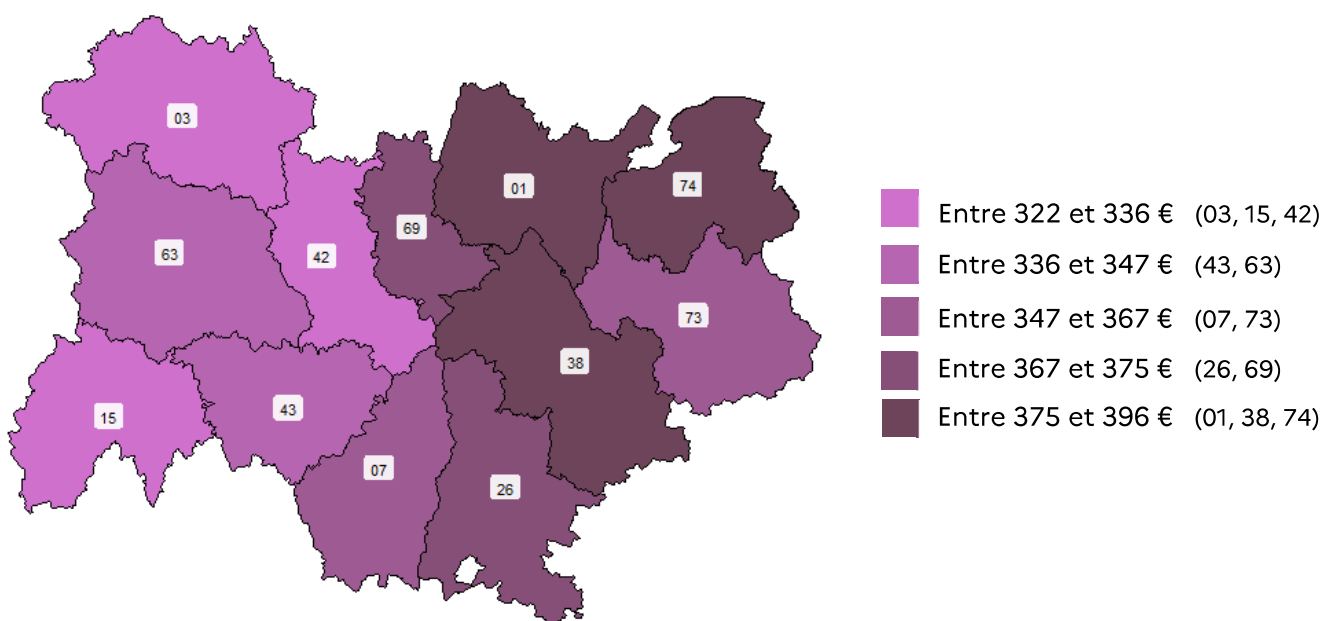 03
01
74
69
63
42
73
38
15
43
07
26
Entre 322 et 336 € (03, 15, 42)
Entre 336 et 347 € (43, 63)
Entre 347 et 367 € (07, 73)
Entre 367 et 375 € (26, 69)
Entre 375 et 396 € (01, 38, 74)